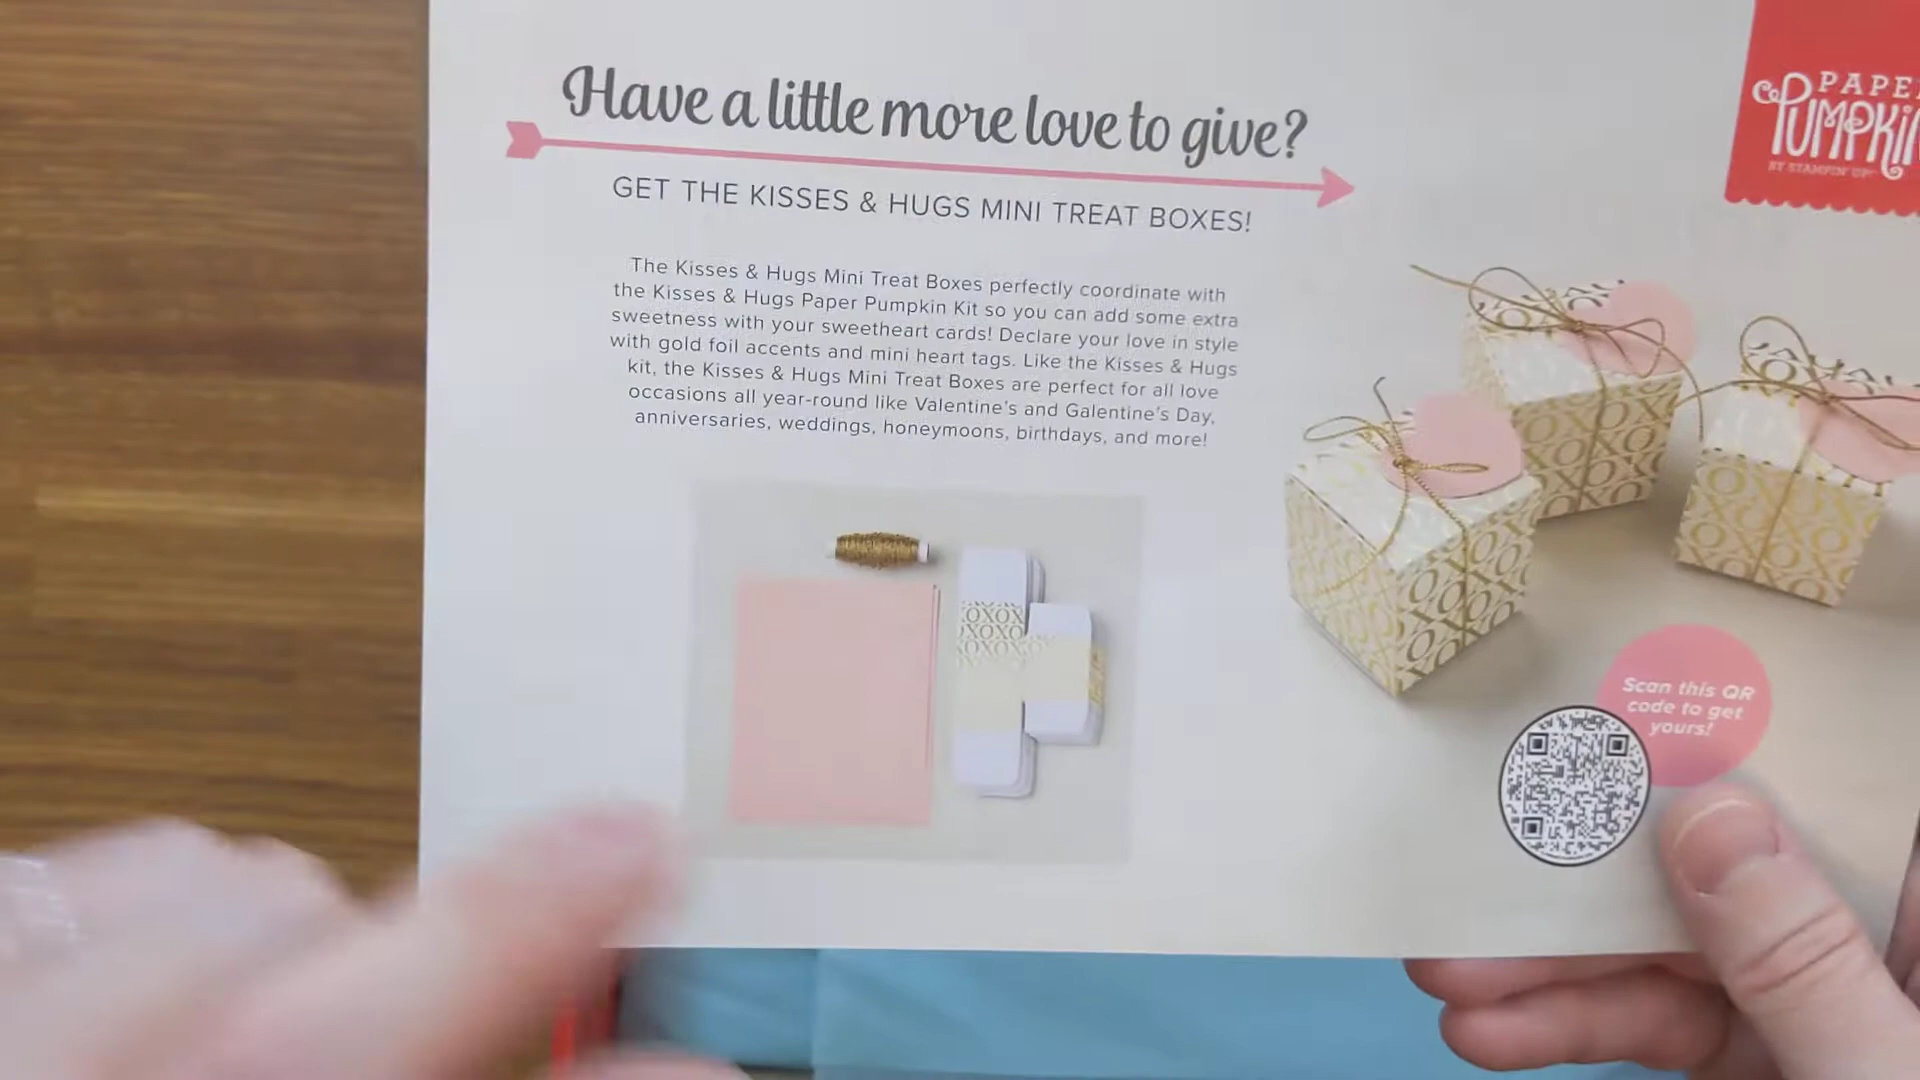 Have a little more love to give?
GET THE KISSES & HUGS MINI TREAT BOXES!
The Kisses & Hugs Mini Treat Boxes perfectly coordinate with
the Kisses & Hugs Paper Pumpkin Kit so you can add some extra
sweetness with your sweetheart cards! Declare your love in style
with gold foil accents and mini heart tags. Like the Kisses & Hugs
kit, the Kisses & Hugs Mini Treat Boxes are perfect for all love
occasions all year-round like Valentine's and Galentine's Day,
anniversaries, weddings, honeymoons, birthdays, and more!
OXOX
XOXOX
BY STAMPIN' UP!
Scan this QR
code to get
yours!